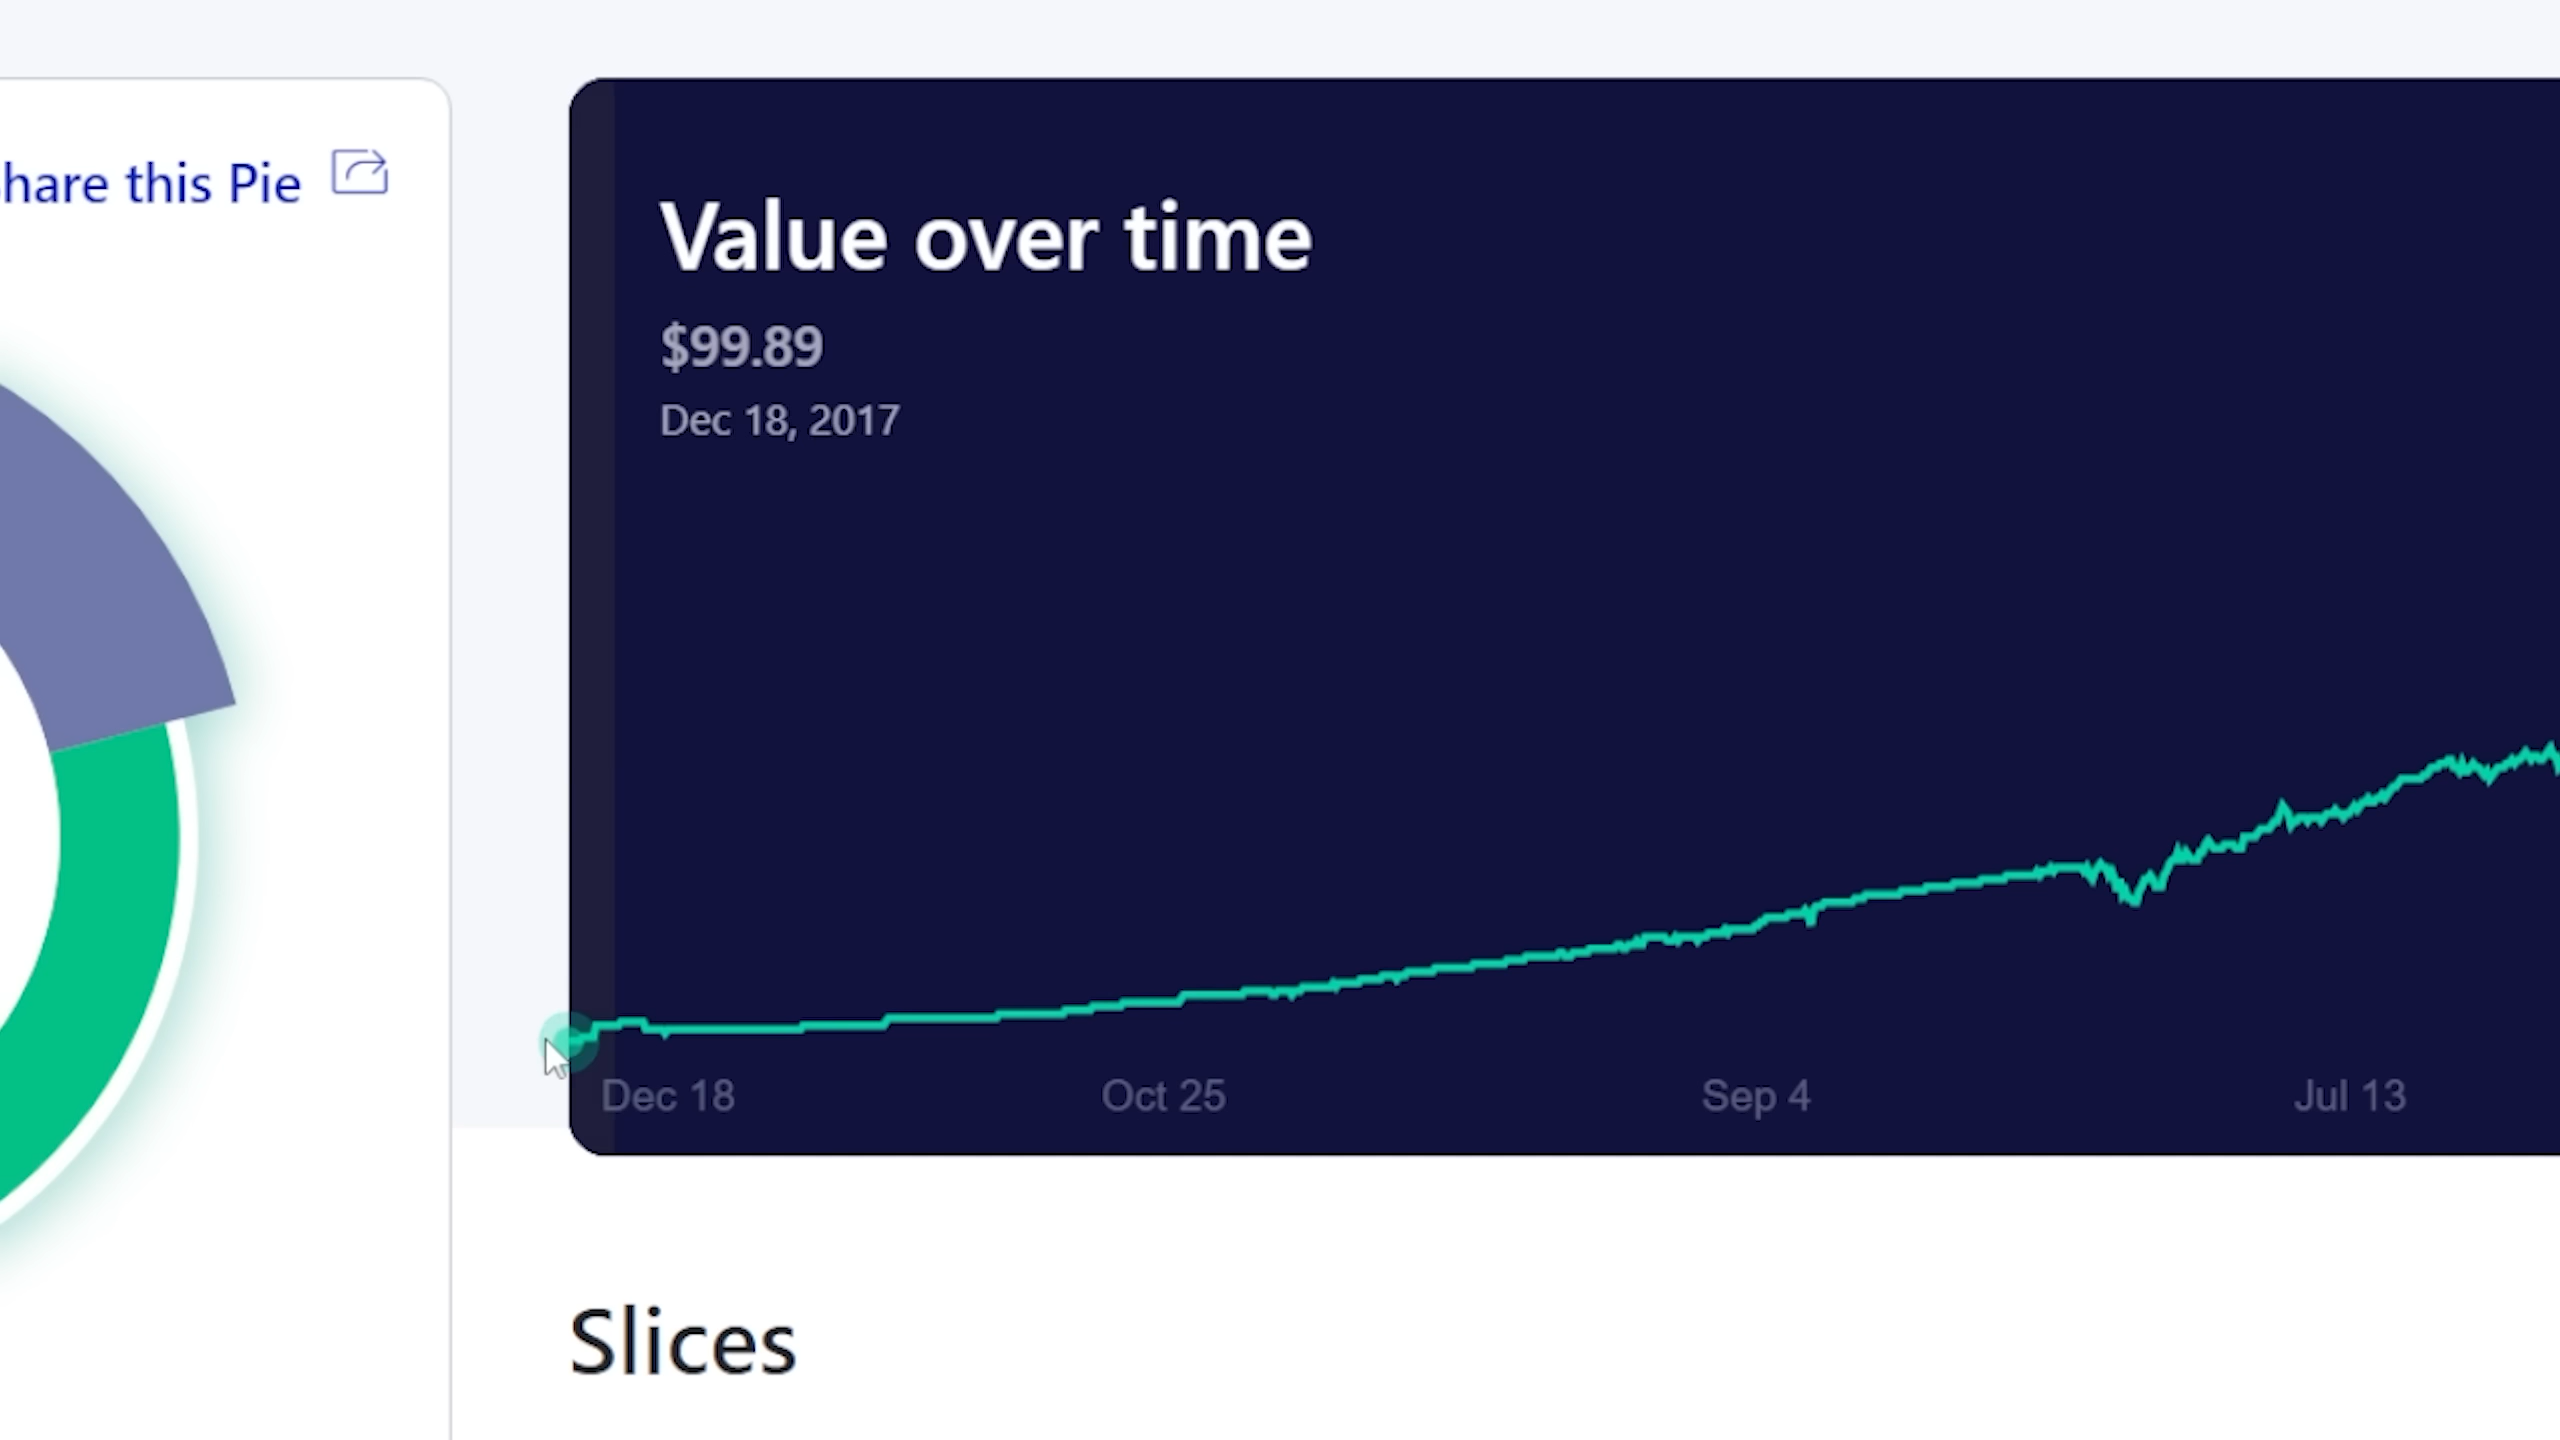 hare this Pie
Value over time
$99.89
Dec 18, 2017
Dec 18
Oct 25
Sep 4
Jul 13
Slices